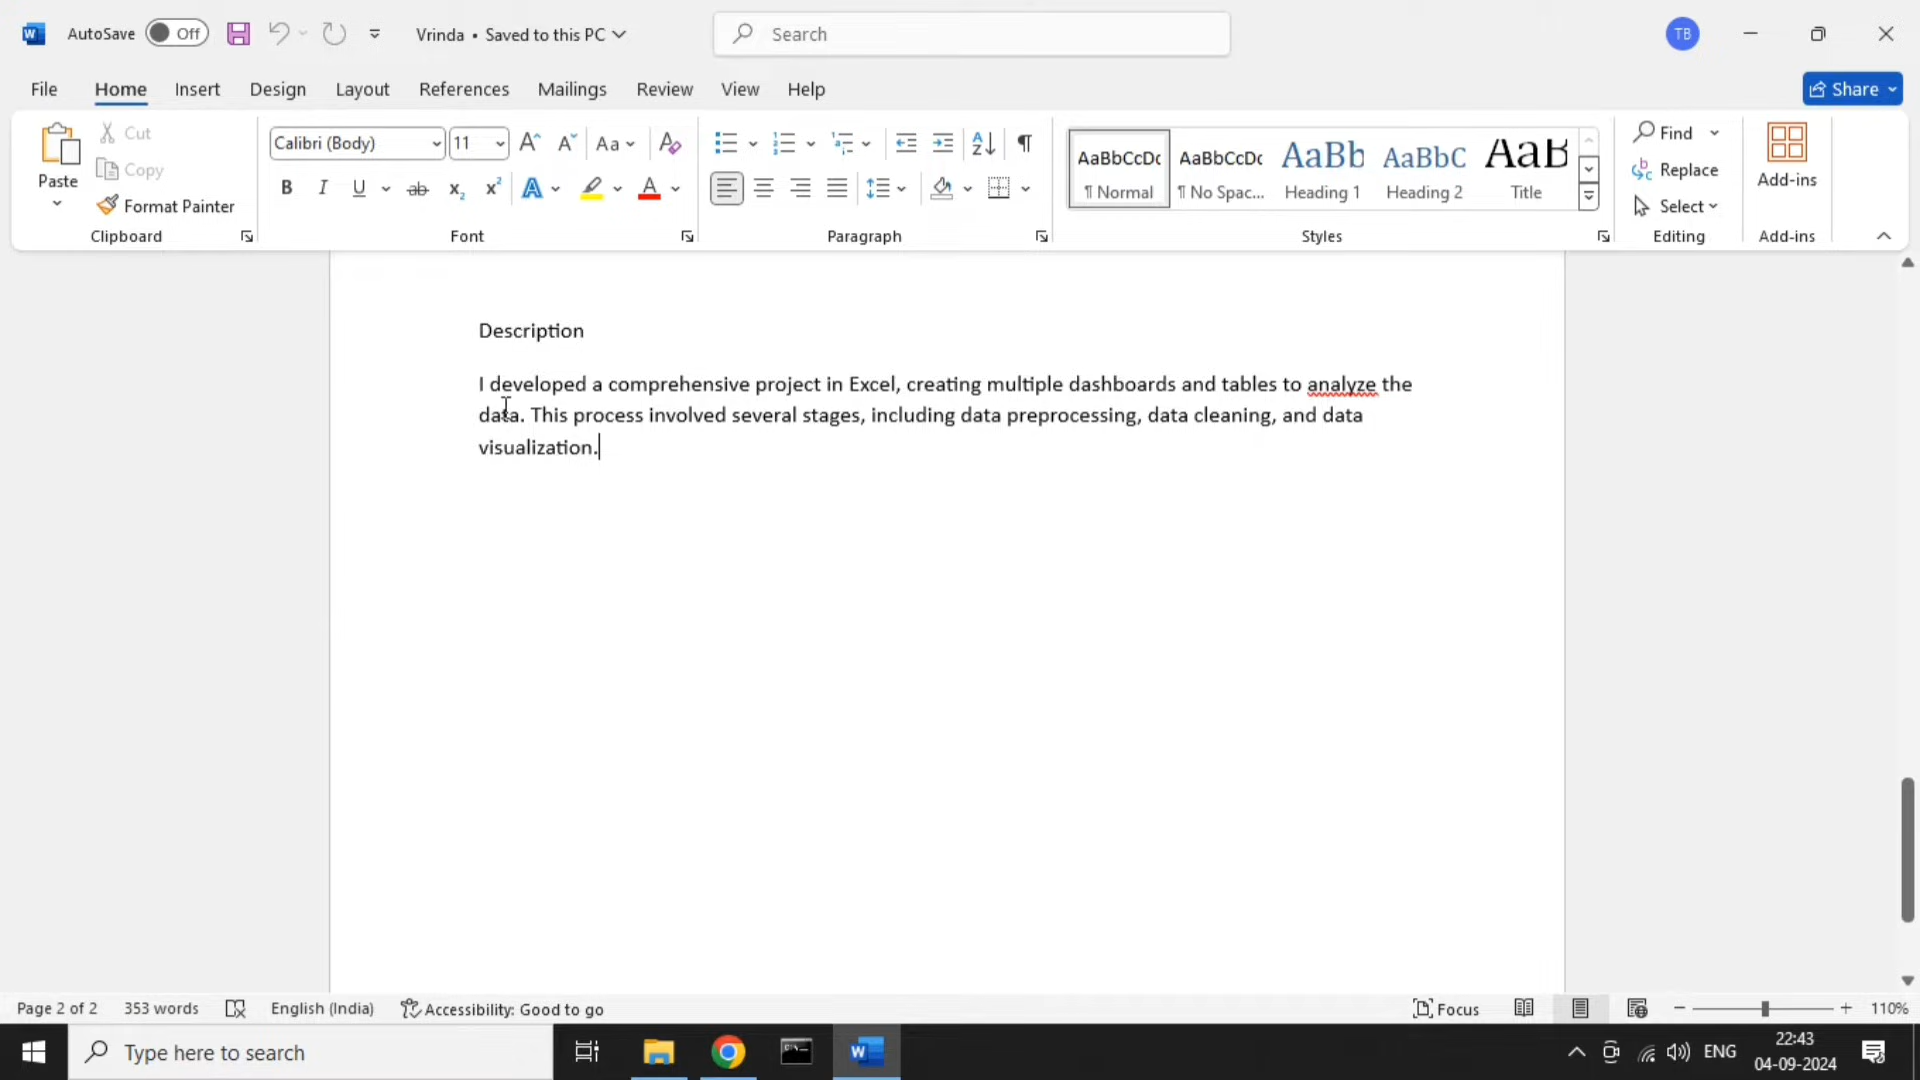 AutoSave Off Vrinda • Saved to this PC Search TB
File Home Insert Design Layout References Mailings Review View Help Share
Paste Cut Copy Format Painter
Clipboard
Calibri (Body) 11 Aa
B I U ab x₂ x² A A
Font
Paragraph
AaBbCcDc AaBbCcDc AaBb AaBbC AaB
¶ Normal ¶ No Spac... Heading 1 Heading 2 Title
Styles
Find
Replace
Select
Editing
Add-ins
Add-ins
Description
I developed a comprehensive project in Excel, creating multiple dashboards and tables to analyze the
data. This process involved several stages, including data preprocessing, data cleaning, and data
visualization.
Page 2 of 2 353 words English (India) Accessibility: Good to go Focus 110%
Type here to search ENG 22:43
04-09-2024